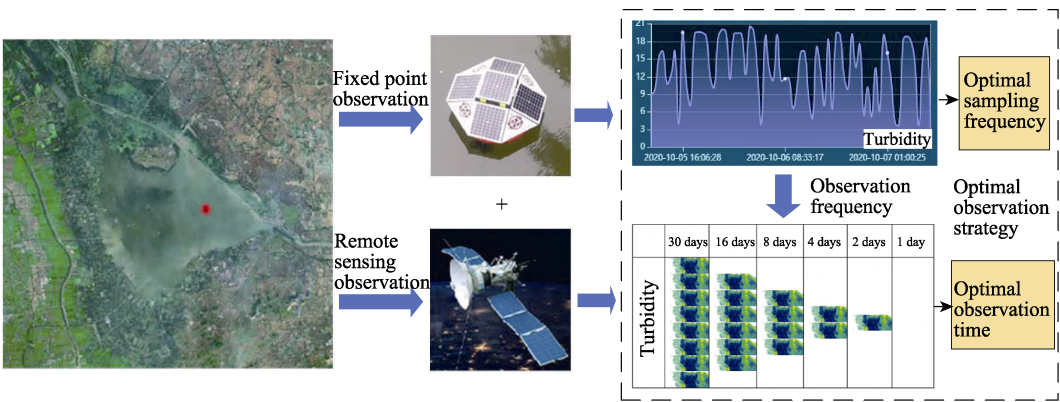 Fixed point
observation
+
Remote
sensing
observation
21
18
15
12
9
6
3
0
Turbidity
2020-10-05 16:06:28
2020-10-06 08:33:17
2020-10-07 01:00:25
Optimal
sampling
frequency
Observation
frequency
Optimal
observation
strategy
30 days
16 days
8 days
4 days
2 days
1 day
Turbidity
Optimal
observation
time